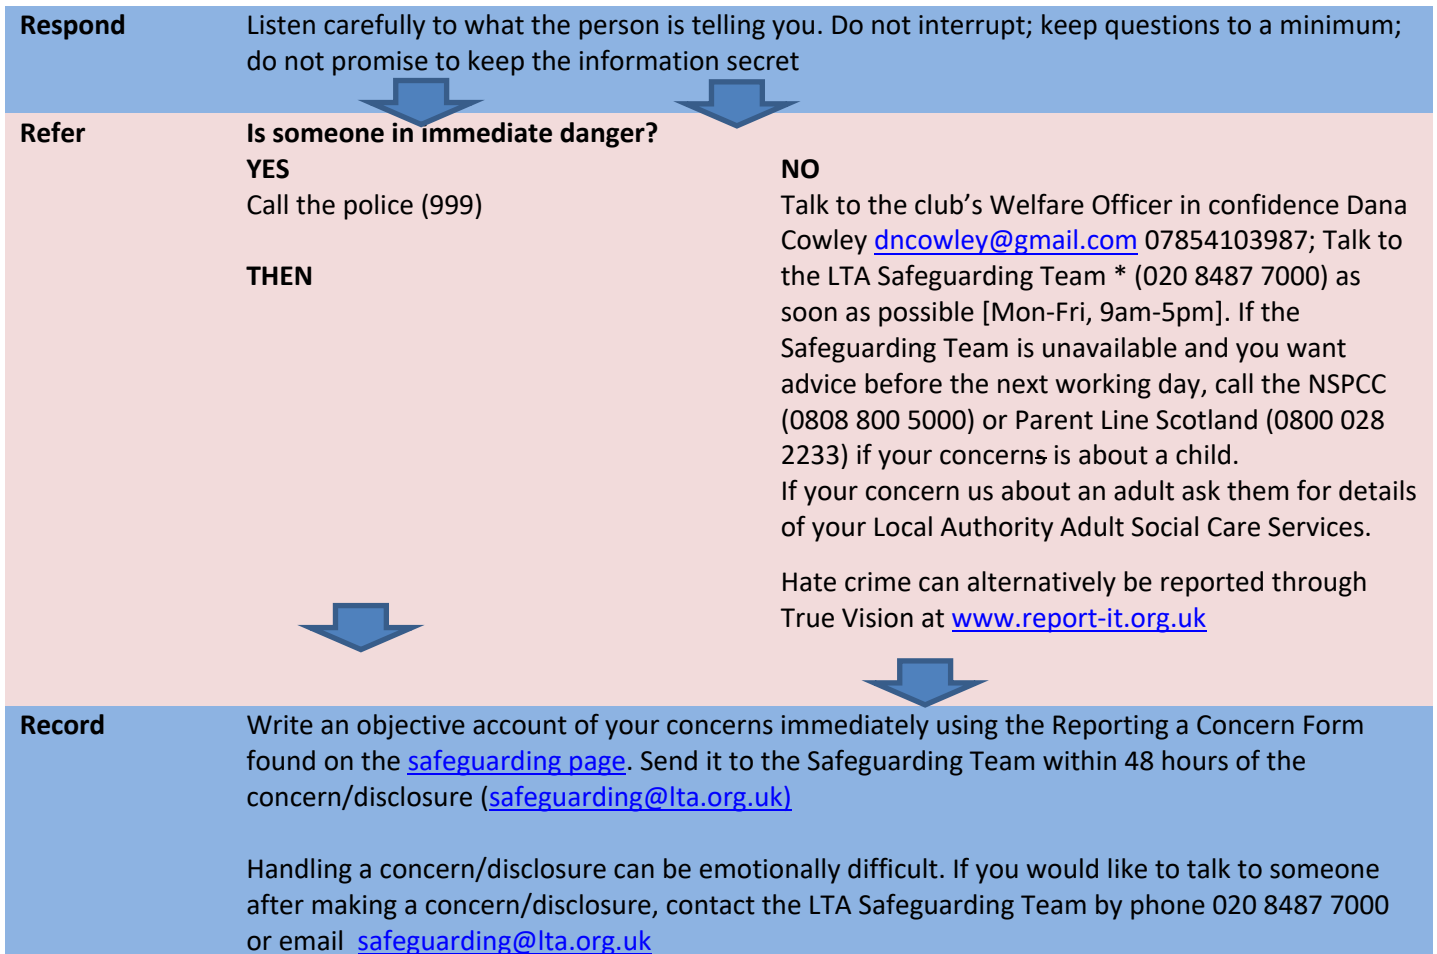 Respond
Listen carefully to what the person is telling you. Do not interrupt; keep questions to a minimum;
do not promise to keep the information secret
Refer
Is someone in immediate danger?
YES
Call the police (999)
THEN
NO
Talk to the club’s Welfare Officer in confidence Dana
Cowley dncowley@gmail.com 07854103987; Talk to
the LTA Safeguarding Team * (020 8487 7000) as
soon as possible [Mon-Fri, 9am-5pm]. If the
Safeguarding Team is unavailable and you want
advice before the next working day, call the NSPCC
(0808 800 5000) or Parent Line Scotland (0800 028
2233) if your concerns is about a child.
If your concern us about an adult ask them for details
of your Local Authority Adult Social Care Services.
Hate crime can alternatively be reported through
True Vision at www.report-it.org.uk
Record
Write an objective account of your concerns immediately using the Reporting a Concern Form
found on the safeguarding page. Send it to the Safeguarding Team within 48 hours of the
concern/disclosure (safeguarding@lta.org.uk)
Handling a concern/disclosure can be emotionally difficult. If you would like to talk to someone
after making a concern/disclosure, contact the LTA Safeguarding Team by phone 020 8487 7000
or email safeguarding@lta.org.uk